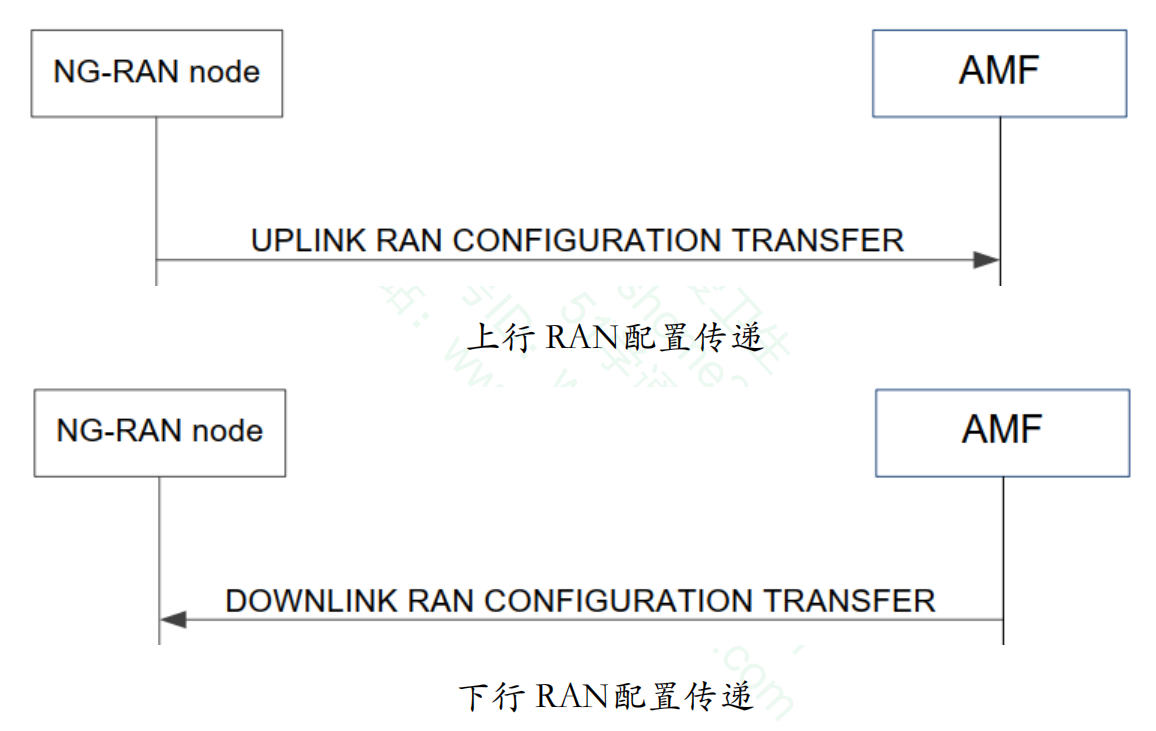 NG-RAN node
AMF
UPLINK RAN CONFIGURATION TRANSFER
上行 RAN配置传递
NG-RAN node
AMF
DOWNLINK RAN CONFIGURATION TRANSFER
.com
下行 RAN配置传递